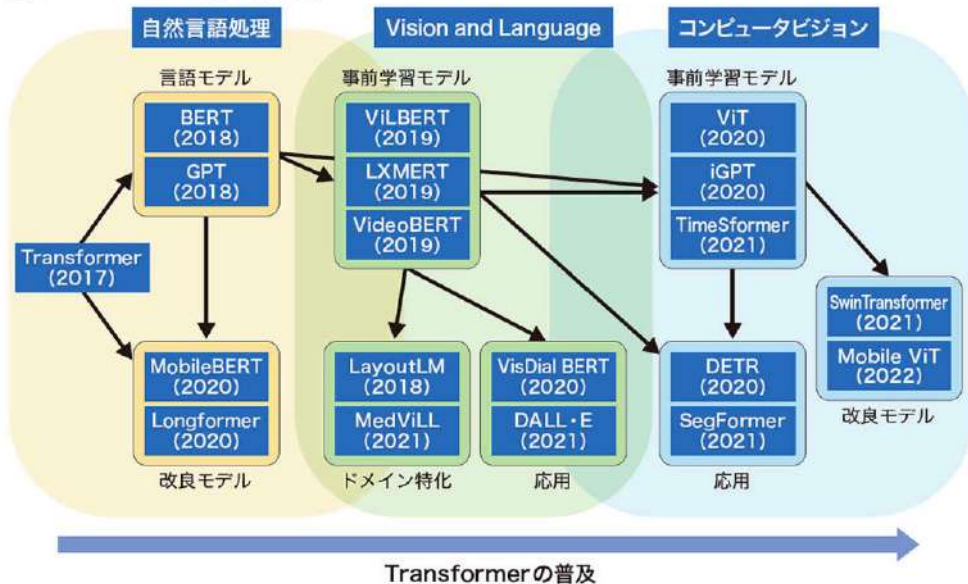 自然言語処理
Vision and Language
コンピュータビジョン
言語モデル
BERT
(2018)
GPT
(2018)
Transformer
(2017)
MobileBERT
(2020)
Longformer
(2020)
改良モデル
事前学習モデル
ViLBERT
(2019)
LXMERT
(2019)
VideoBERT
(2019)
LayoutLM
(2018)
MedViLL
(2021)
ドメイン特化
VisDial BERT
(2020)
DALL・E
(2021)
応用
事前学習モデル
ViT
(2020)
iGPT
(2020)
TimeSformer
(2021)
DETR
(2020)
SegFormer
(2021)
応用
SwinTransformer
(2021)
Mobile ViT
(2022)
改良モデル
Transformerの普及